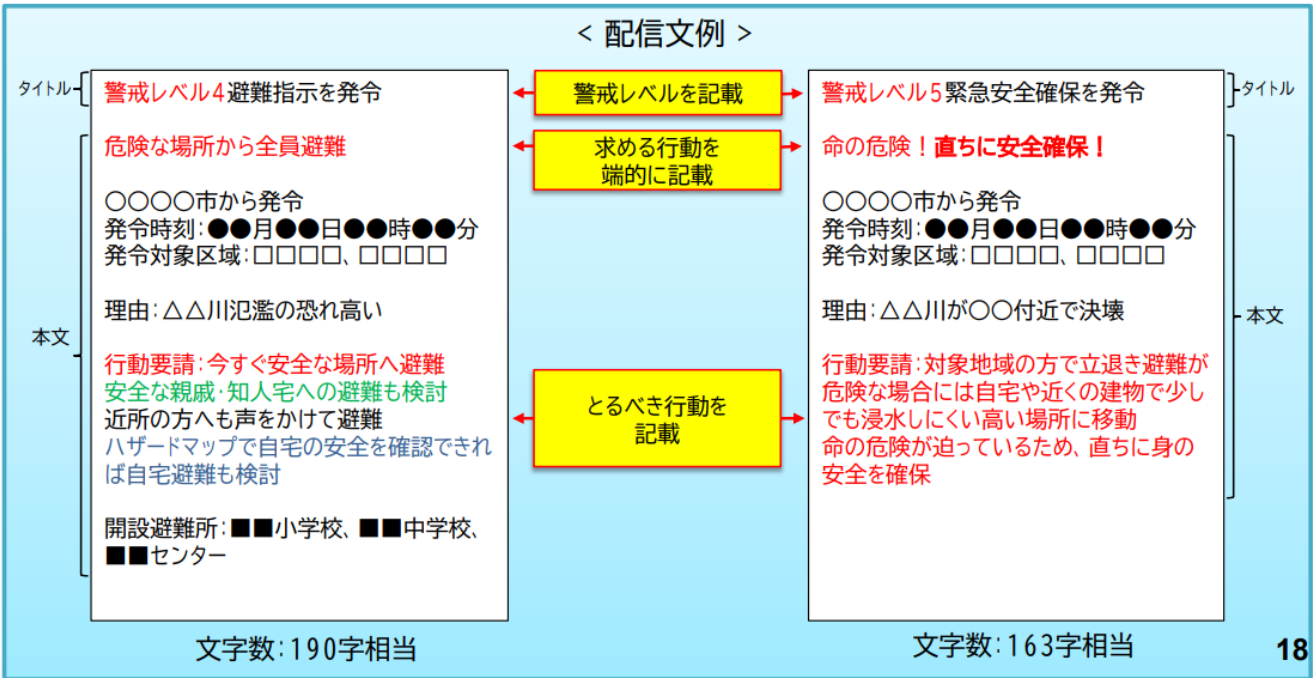 < 配信文例 >
タイトル
警戒レベル4避難指示を発令
本文
危険な場所から全員避難
○○○○市から発令
発令時刻:●●月●●日●●時●●分
発令対象区域:□□□□、□□□□
理由:△△川氾濫の恐れ高い
行動要請:今すぐ安全な場所へ避難
安全な親戚・知人宅への避難も検討
近所の方へも声をかけて避難
ハザードマップで自宅の安全を確認できれ
ば自宅避難も検討
開設避難所:■■小学校、■■中学校、
■■センター
文字数:190字相当
警戒レベルを記載
求める行動を
端的に記載
とるべき行動を
記載
タイトル
警戒レベル5緊急安全確保を発令
本文
命の危険！直ちに安全確保！
○○○○市から発令
発令時刻:●●月●●日●●時●●分
発令対象区域:□□□□、□□□□
理由:△△川が○○付近で決壊
行動要請:対象地域の方で立退き避難が
危険な場合には自宅や近くの建物で少し
でも浸水しにくい高い場所に移動
命の危険が迫っているため、直ちに身の
安全を確保
文字数:163字相当
18